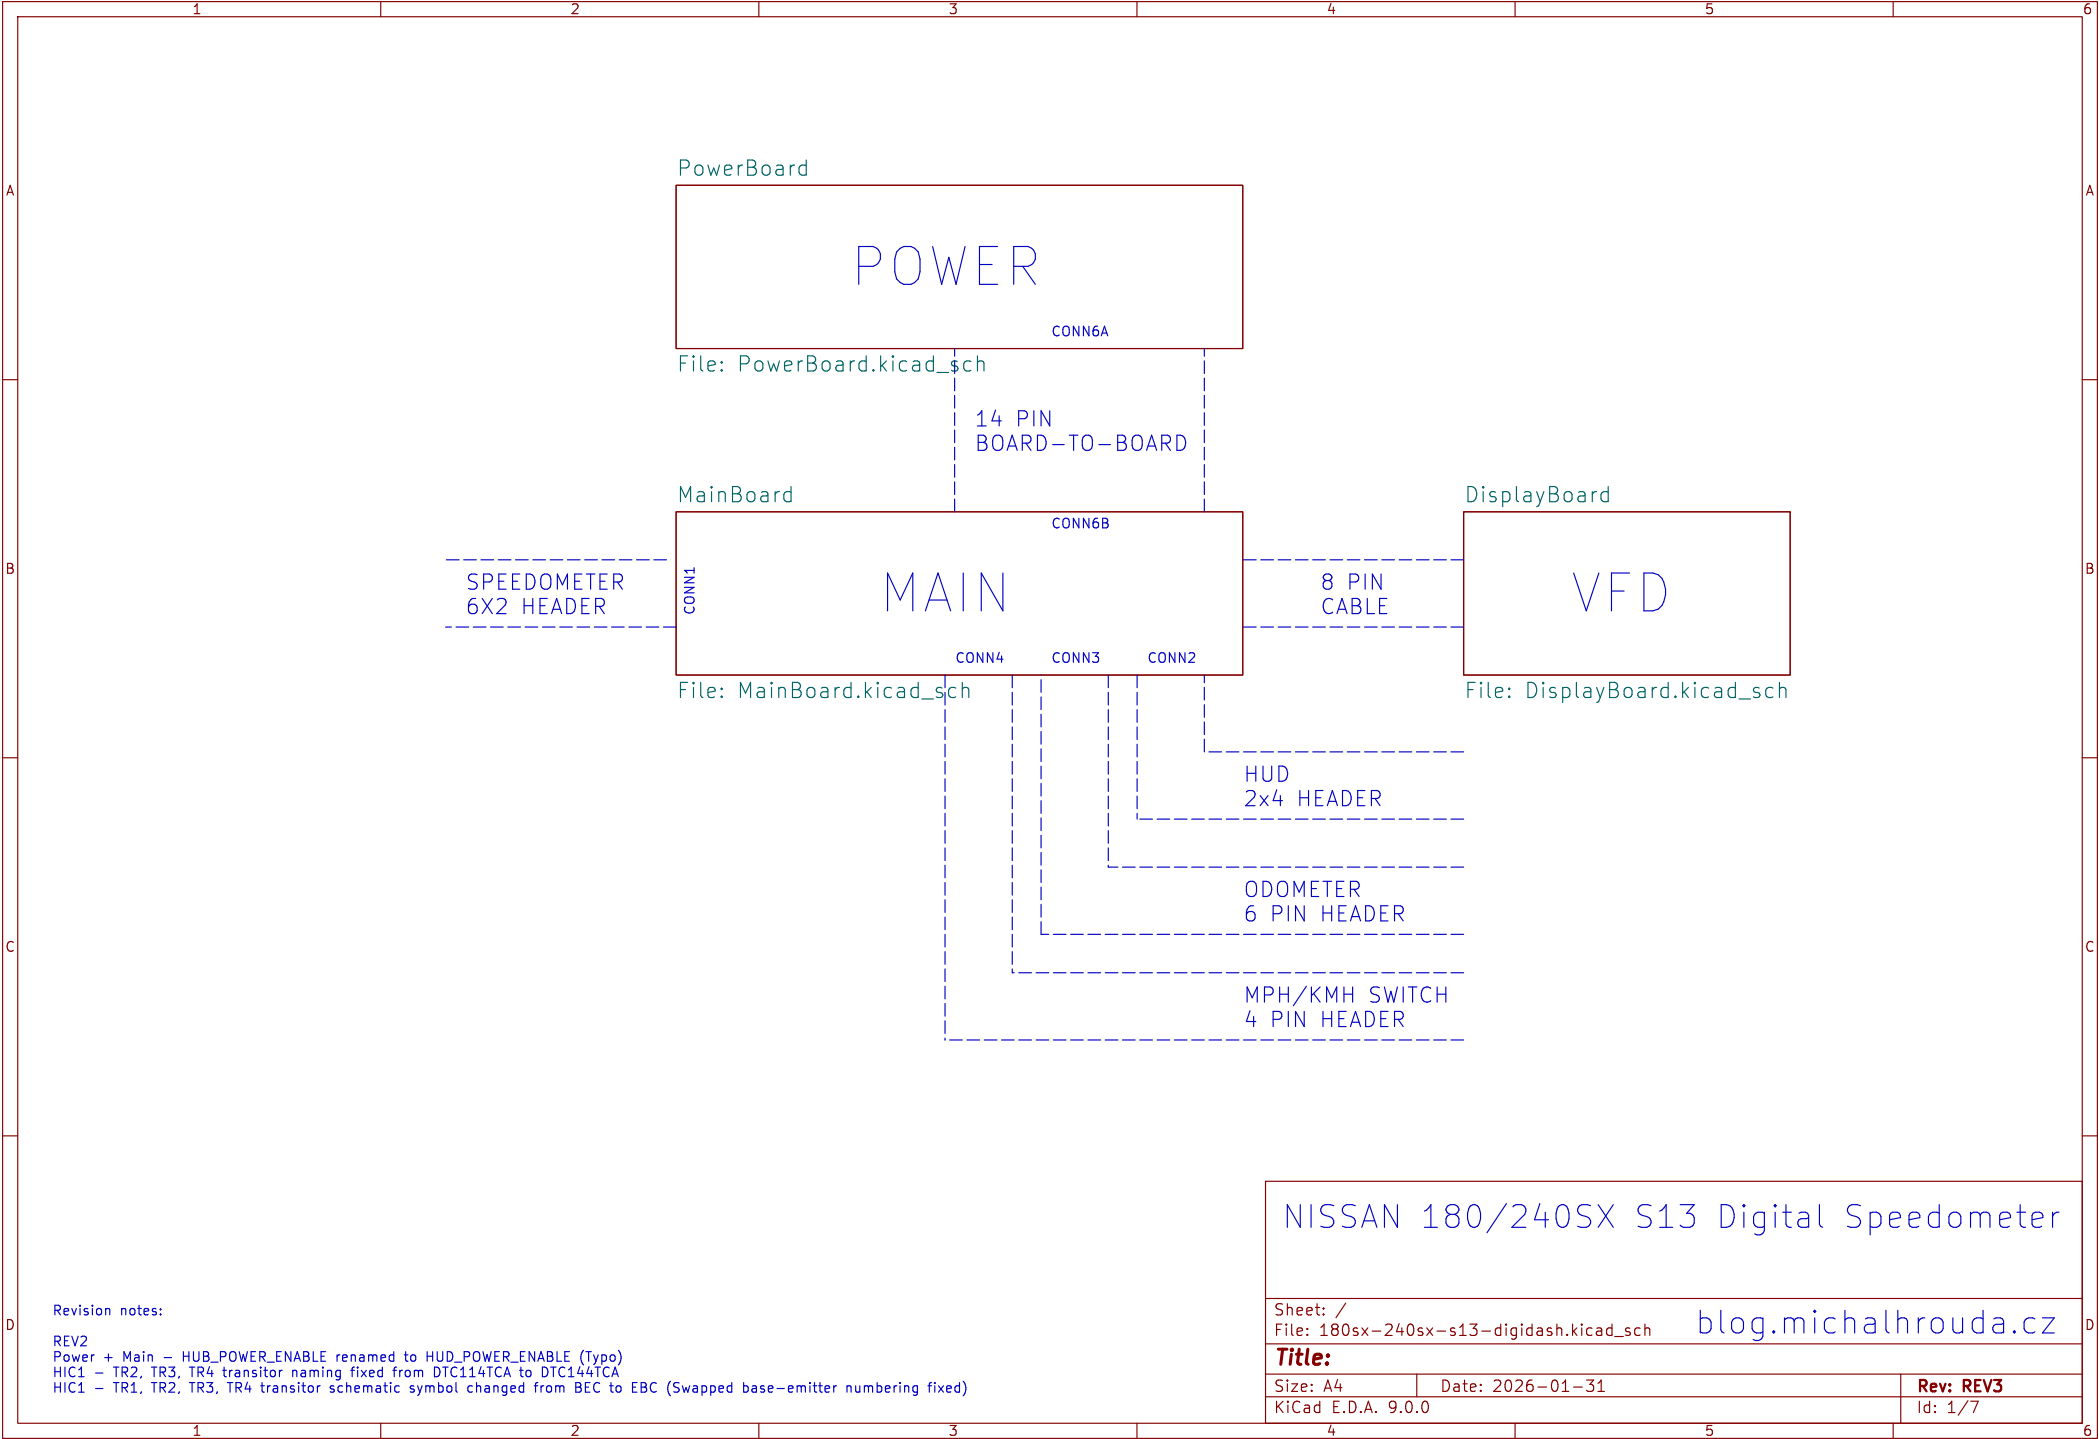 1 2 3 4 5 6
A A
PowerBoard
POWER
CONN6A
File: PowerBoard.kicad_sch
14 PIN
BOARD-TO-BOARD
MainBoard
DisplayBoard
CONN6B
B B
CONN1
SPEEDOMETER
6X2 HEADER
MAIN
8 PIN
CABLE
VFD
CONN4 CONN3 CONN2
File: MainBoard.kicad_sch
File: DisplayBoard.kicad_sch
HUD
2x4 HEADER
ODOMETER
6 PIN HEADER
C C
MPH/KMH SWITCH
4 PIN HEADER
NISSAN 180/240SX S13 Digital Speedometer
Sheet: /
File: 180sx-240sx-s13-digidash.kicad_sch
blog.michalhrouda.cz
Title:
Size: A4 Date: 2026-01-31 Rev: REV3
KiCad E.D.A. 9.0.0 Id: 1/7
D D
Revision notes:
REV2
Power + Main - HUB_POWER_ENABLE renamed to HUD_POWER_ENABLE (Typo)
HIC1 - TR2, TR3, TR4 transitor naming fixed from DTC114TCA to DTC144TCA
HIC1 - TR1, TR2, TR3, TR4 transitor schematic symbol changed from BEC to EBC (Swapped base-emitter numbering fixed)
1 2 3 4 5 6